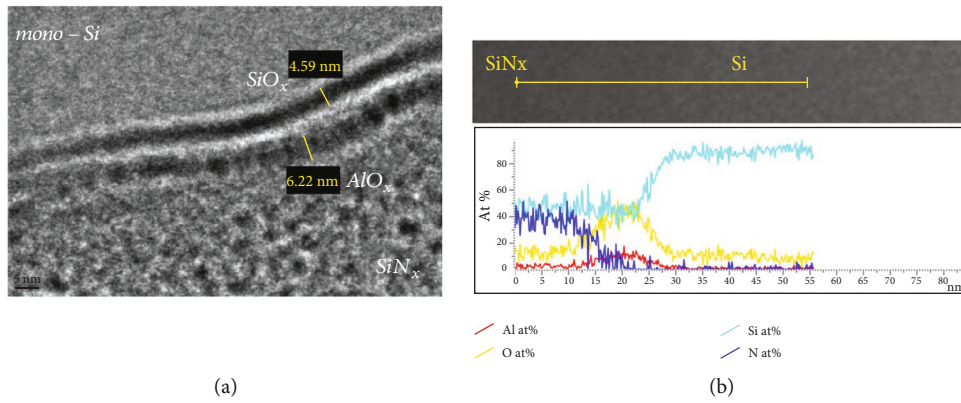 mono – Si
4.59 nm
SiOx
6.22 nm
AlOx
SiNx
5 nm
SiNx
Si
At %
80
60
40
20
0
0 5 10 15 20 25 30 35 40 45 50 55 60 65 70 75 80
nm
Al at%
Si at%
O at%
N at%
(a)
(b)